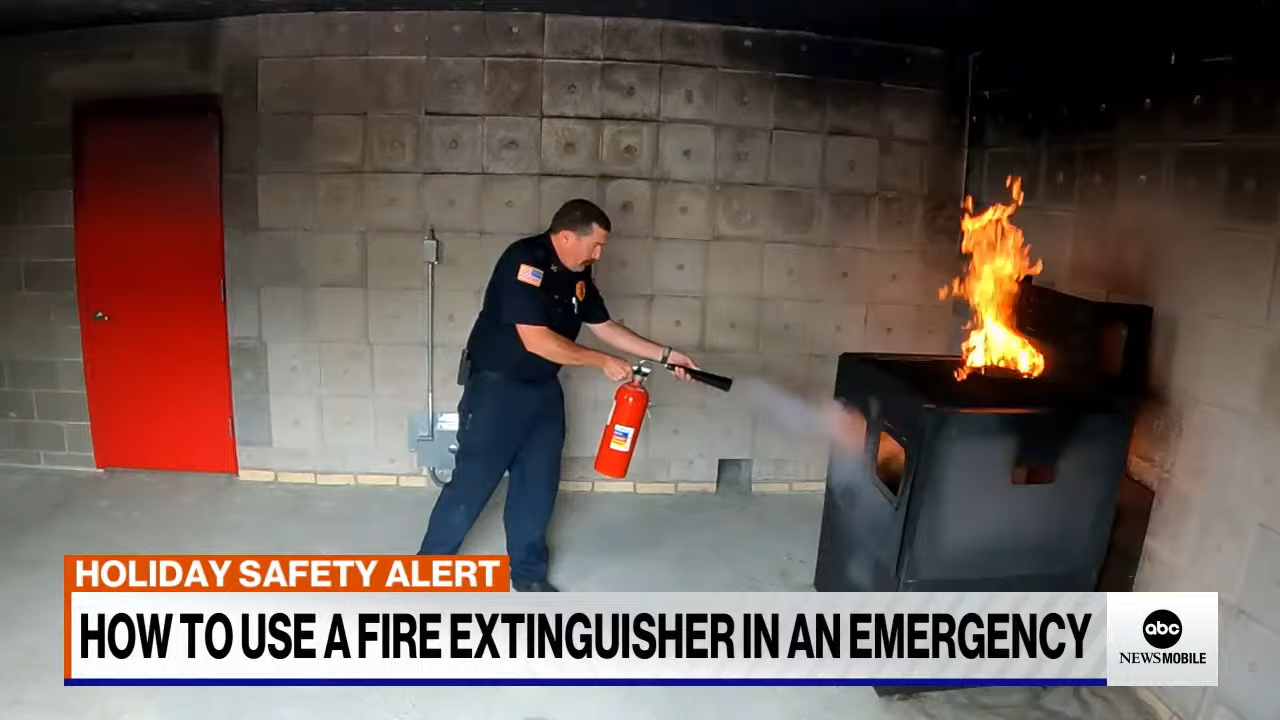 HOLIDAY SAFETY ALERT
HOW TO USE A FIRE EXTINGUISHER IN AN EMERGENCY
abc
NEWS MOBILE